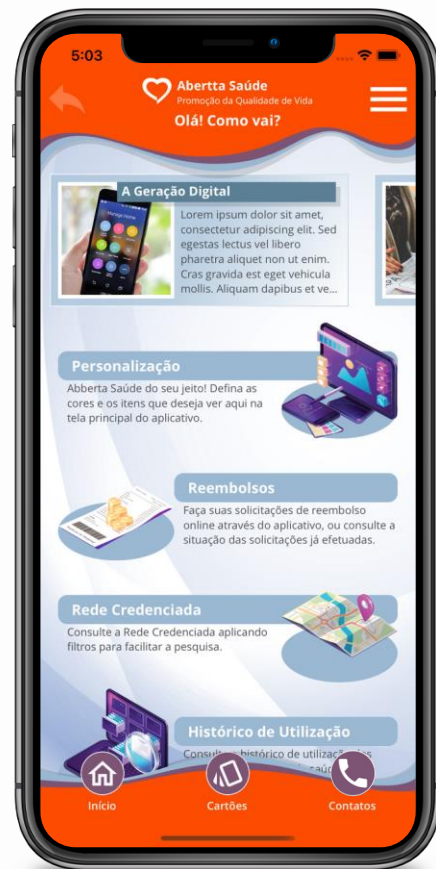 5:03
Abertta Saúde
Promoção da Qualidade de Vida
Olá! Como vai?
A Geração Digital
Lorem ipsum dolor sit amet,
consectetur adipiscing elit. Sed
egestas lectus vel libero
pharetra aliquet non ut enim.
Cras gravida est eget vehicula
mollis. Aliquam dapibus et ve...
Personalização
Abberta Saúde do seu jeito! Defina as
cores e os itens que deseja ver aqui na
tela principal do aplicativo.
Reembolsos
Faça suas solicitações de reembolso
online através do aplicativo, ou consulte a
situação das solicitações já efetuadas.
Rede Credenciada
Consulte a Rede Credenciada aplicando
filtros para facilitar a pesquisa.
Histórico de Utilização
histórico de utilização
Início
Cartões
Contatos